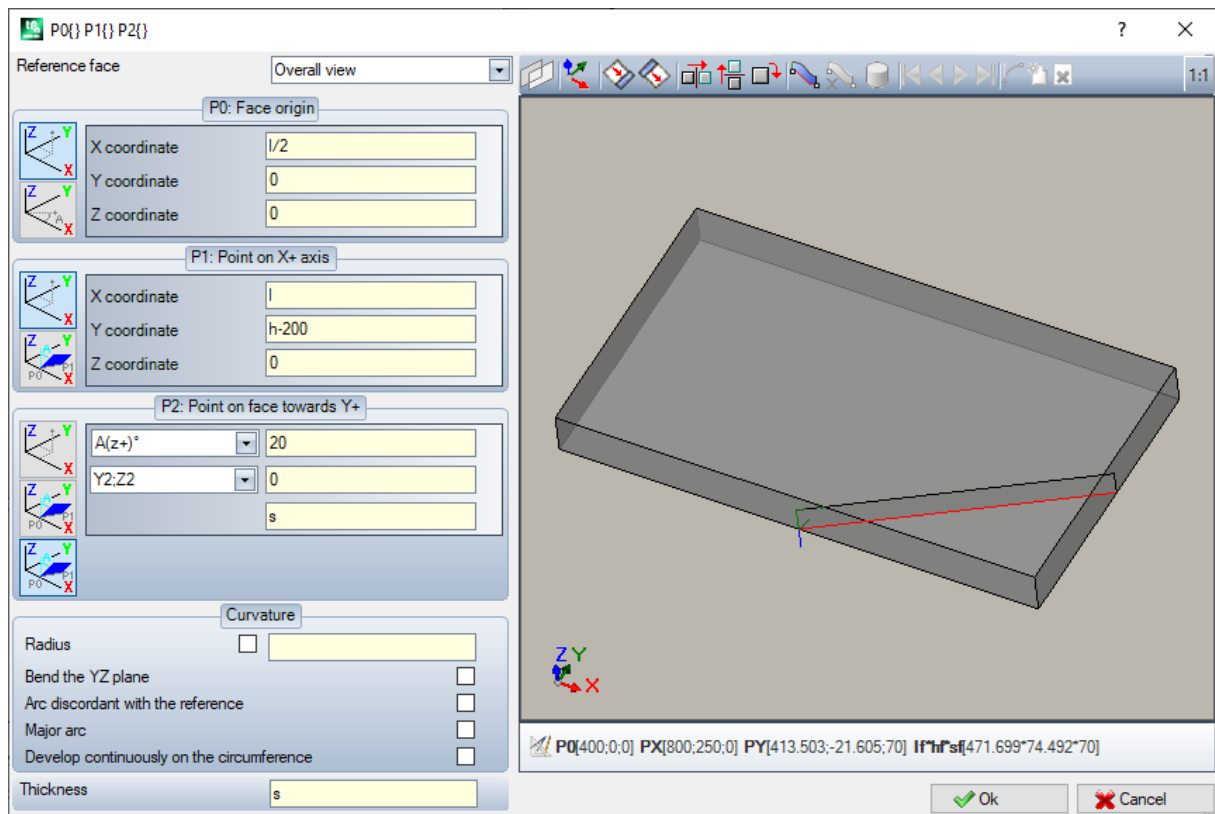 P0{} P1{} P2{}
?
Reference face
Overall view
1:1
P0: Face origin
X coordinate
l/2
Y coordinate
0
Z coordinate
0
P1: Point on X+ axis
X coordinate
l
Y coordinate
h-200
Z coordinate
0
P2: Point on face towards Y+
A(z+)°
20
Y2;Z2
0
s
Curvature
Radius
Bend the YZ plane
Arc discordant with the reference
Major arc
Develop continuously on the circumference
Thickness
s
Z Y
X
P0[400;0;0] PX[800;250;0] PY[413.503;-21.605;70] lf*hf*sf[471.699*74.492*70]
Ok
Cancel